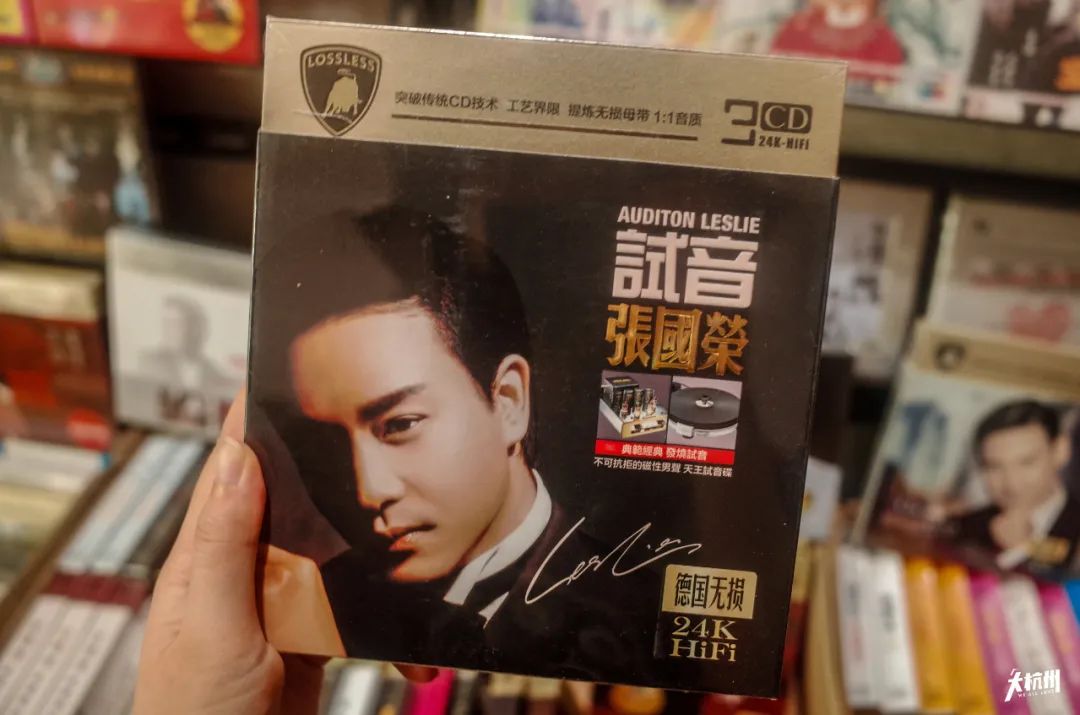 LOSSLESS
突破传统CD技术 工艺界限 提炼无损母带 1:1音质
3CD
24K-HiFi
AUDITON LESLIE
試音
張國榮
典範經典 發燒試音
不可抗拒的磁性男聲 天王試音碟
Leslie
德国无损
24K
HiFi
大杭州